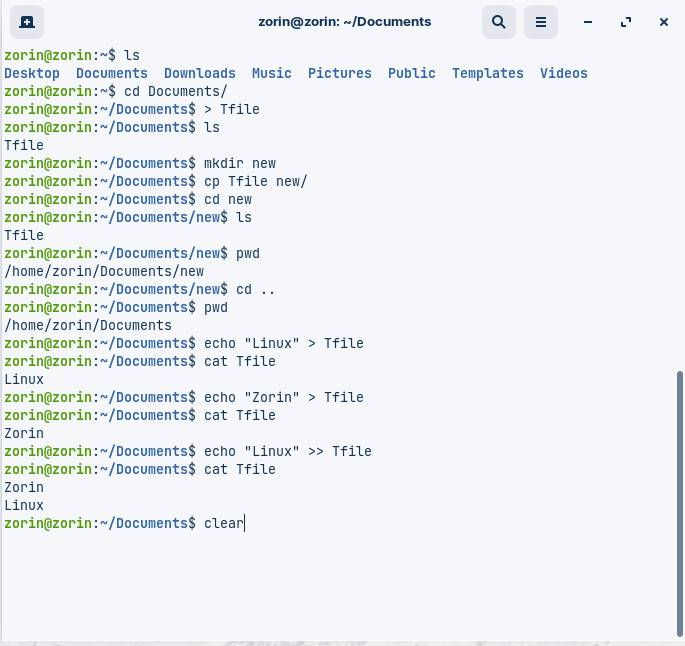 zorin@zorin: ~/Documents
zorin@zorin:~$ ls
Desktop  Documents  Downloads  Music  Pictures  Public  Templates  Videos
zorin@zorin:~$ cd Documents/
zorin@zorin:~/Documents$ > Tfile
zorin@zorin:~/Documents$ ls
Tfile
zorin@zorin:~/Documents$ mkdir new
zorin@zorin:~/Documents$ cp Tfile new/
zorin@zorin:~/Documents$ cd new
zorin@zorin:~/Documents/new$ ls
Tfile
zorin@zorin:~/Documents/new$ pwd
/home/zorin/Documents/new
zorin@zorin:~/Documents/new$ cd ..
zorin@zorin:~/Documents$ pwd
/home/zorin/Documents
zorin@zorin:~/Documents$ echo "Linux" > Tfile
zorin@zorin:~/Documents$ cat Tfile
Linux
zorin@zorin:~/Documents$ echo "Zorin" > Tfile
zorin@zorin:~/Documents$ cat Tfile
Zorin
zorin@zorin:~/Documents$ echo "Linux" >> Tfile
zorin@zorin:~/Documents$ cat Tfile
Zorin
Linux
zorin@zorin:~/Documents$ clear